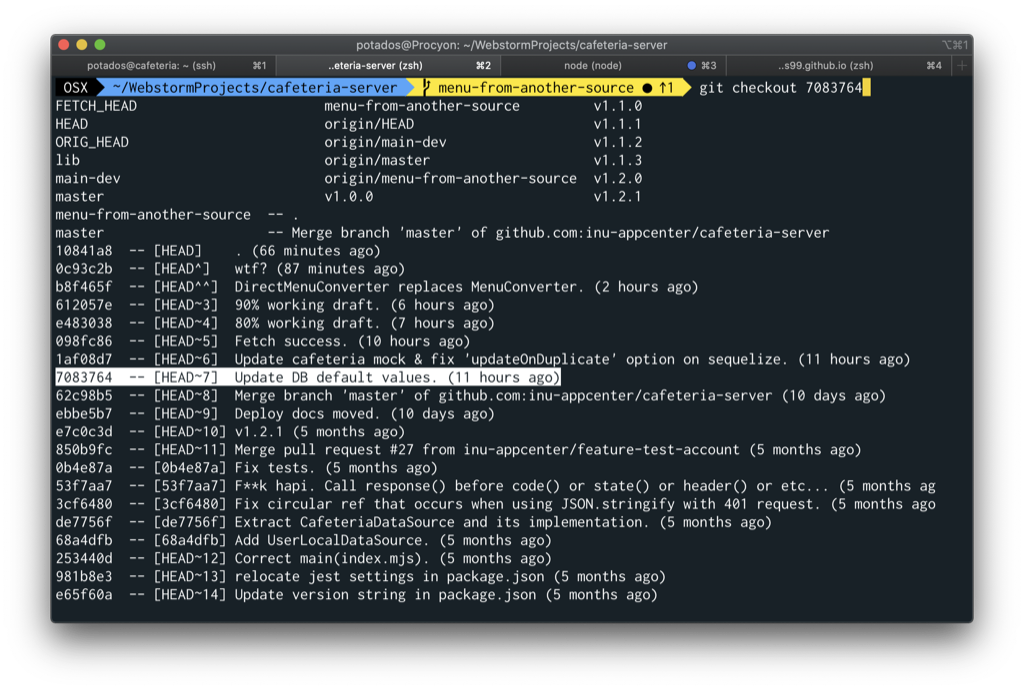 potados@Procyon: ~/WebstormProjects/cafeteria-server ⌥⌘1
potados@cafeteria: ~ (ssh) ⌘1 ..eteria-server (zsh) ⌘2 node (node) ⌘3 ..s99.github.io (zsh) ⌘4 +
OSX ~/WebstormProjects/cafeteria-server menu-from-another-source ● ↑1 git checkout 7083764
FETCH_HEAD menu-from-another-source v1.1.0
HEAD origin/HEAD v1.1.1
ORIG_HEAD origin/main-dev v1.1.2
lib origin/master v1.1.3
main-dev origin/menu-from-another-source v1.2.0
master v1.0.0 v1.2.1
menu-from-another-source -- .
master -- Merge branch 'master' of github.com:inu-appcenter/cafeteria-server
10841a8 -- [HEAD] . (66 minutes ago)
0c93c2b -- [HEAD^] wtf? (87 minutes ago)
b8f465f -- [HEAD^^] DirectMenuConverter replaces MenuConverter. (2 hours ago)
612057e -- [HEAD~3] 90% working draft. (6 hours ago)
e483038 -- [HEAD~4] 80% working draft. (7 hours ago)
098fc86 -- [HEAD~5] Fetch success. (10 hours ago)
1af08d7 -- [HEAD~6] Update cafeteria mock & fix 'updateOnDuplicate' option on sequelize. (11 hours ago)
7083764 -- [HEAD~7] Update DB default values. (11 hours ago)
62c98b5 -- [HEAD~8] Merge branch 'master' of github.com:inu-appcenter/cafeteria-server (10 days ago)
ebbe5b7 -- [HEAD~9] Deploy docs moved. (10 days ago)
e7c0c3d -- [HEAD~10] v1.2.1 (5 months ago)
850b9fc -- [HEAD~11] Merge pull request #27 from inu-appcenter/feature-test-account (5 months ago)
0b4e87a -- [0b4e87a] Fix tests. (5 months ago)
53f7aa7 -- [53f7aa7] F**k hapi. Call response() before code() or state() or header() or etc... (5 months ag
3cf6480 -- [3cf6480] Fix circular ref that occurs when using JSON.stringify with 401 request. (5 months ago
de7756f -- [de7756f] Extract CafeteriaDataSource and its implementation. (5 months ago)
68a4dfb -- [68a4dfb] Add UserLocalDataSource. (5 months ago)
253440d -- [HEAD~12] Correct main(index.mjs). (5 months ago)
981b8e3 -- [HEAD~13] relocate jest settings in package.json (5 months ago)
e65f60a -- [HEAD~14] Update version string in package.json (5 months ago)